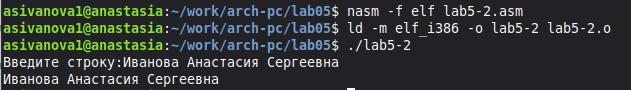 asivanova1@anastasia:~/work/arch-pc/lab05$ nasm -f elf lab5-2.asm
asivanova1@anastasia:~/work/arch-pc/lab05$ ld -m elf_i386 -o lab5-2 lab5-2.o
asivanova1@anastasia:~/work/arch-pc/lab05$ ./lab5-2
Введите строку:Иванова Анастасия Сергеевна
Иванова Анастасия Сергеевна